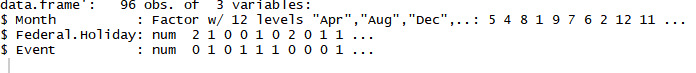 data.frame':   96 obs. of  3 variables:
$ Month          : Factor w/ 12 levels "Apr","Aug","Dec",..: 5 4 8 1 9 7 6 2 12 11 ...
$ Federal.Holiday: num  2 1 0 0 1 0 2 0 1 1 ...
$ Event          : num  0 1 0 1 1 1 0 0 0 1 ...